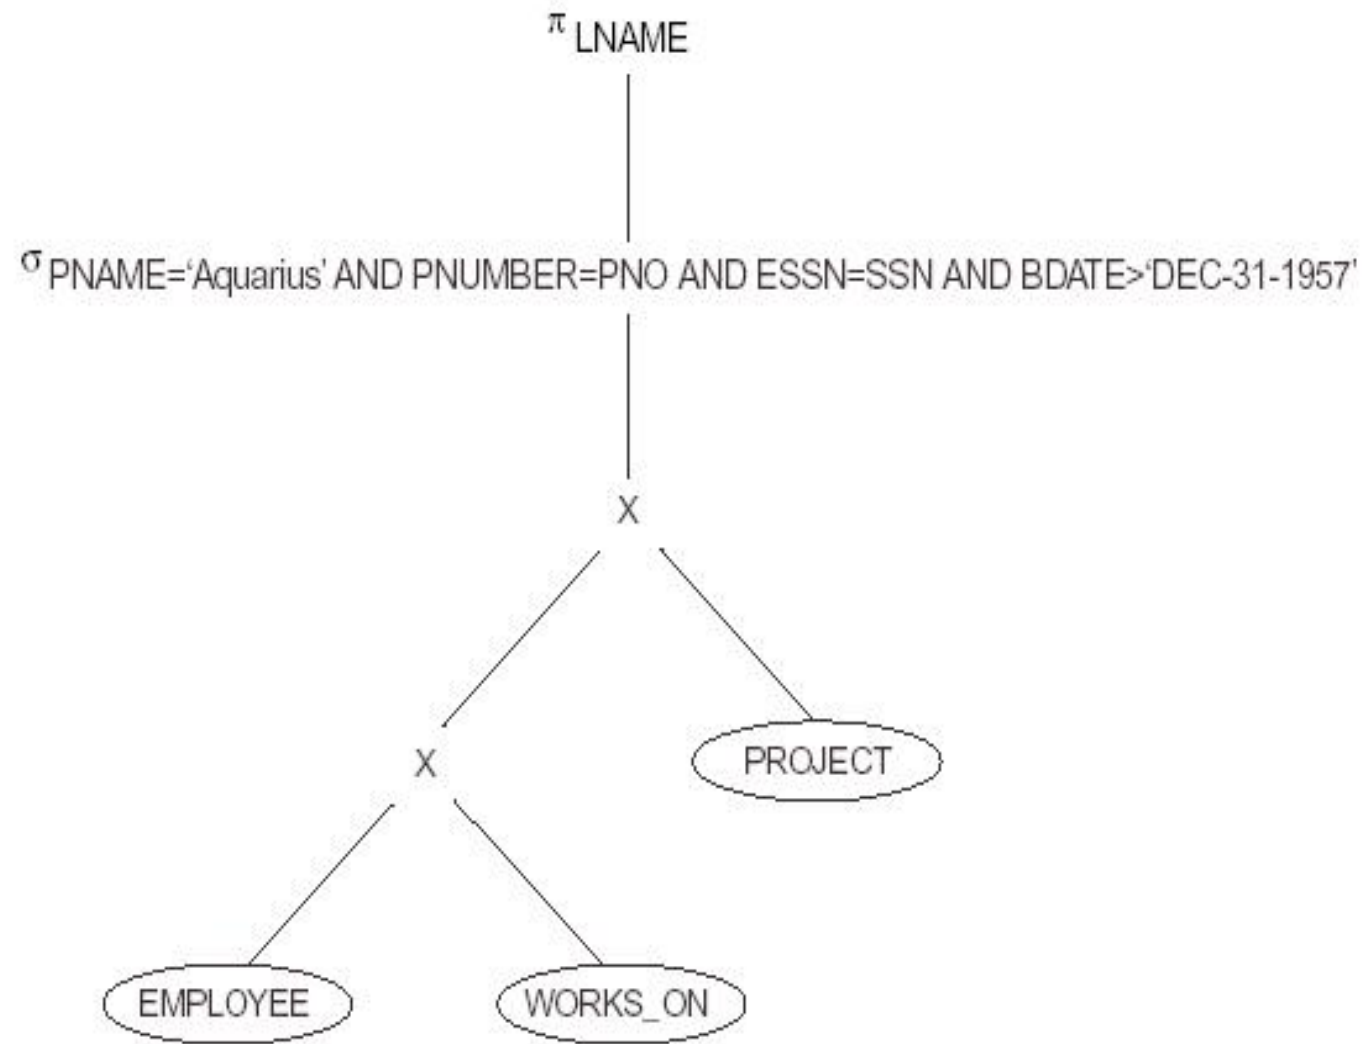 π LNAME
σ PNAME=‘Aquarius’ AND PNUMBER=PNO AND ESSN=SSN AND BDATE>‘DEC-31-1957’
X
X
PROJECT
EMPLOYEE
WORKS_ON